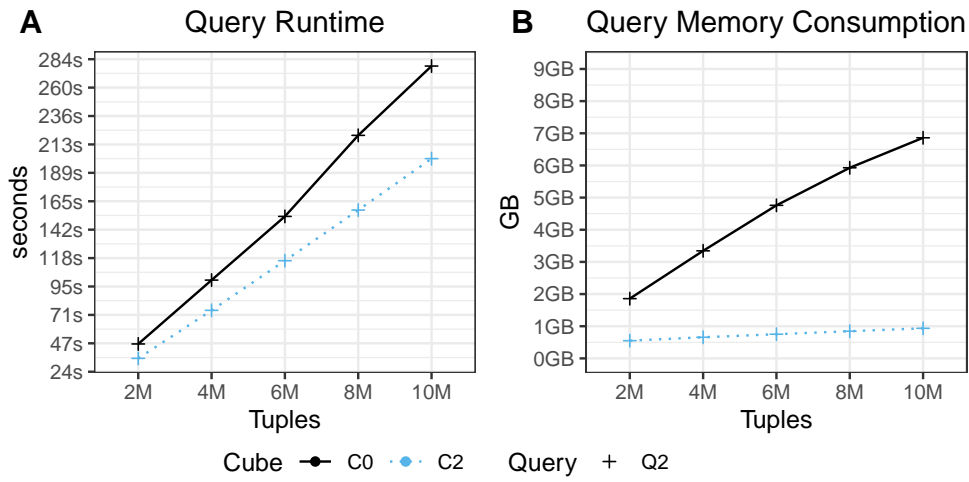 A Query Runtime
284s
260s
236s
213s
189s
165s
142s
118s
95s
71s
47s
24s
seconds
2M 4M 6M 8M 10M
Tuples
B Query Memory Consumption
9GB
8GB
7GB
6GB
5GB
4GB
3GB
2GB
1GB
0GB
GB
2M 4M 6M 8M 10M
Tuples
Cube C0 C2 Query Q2